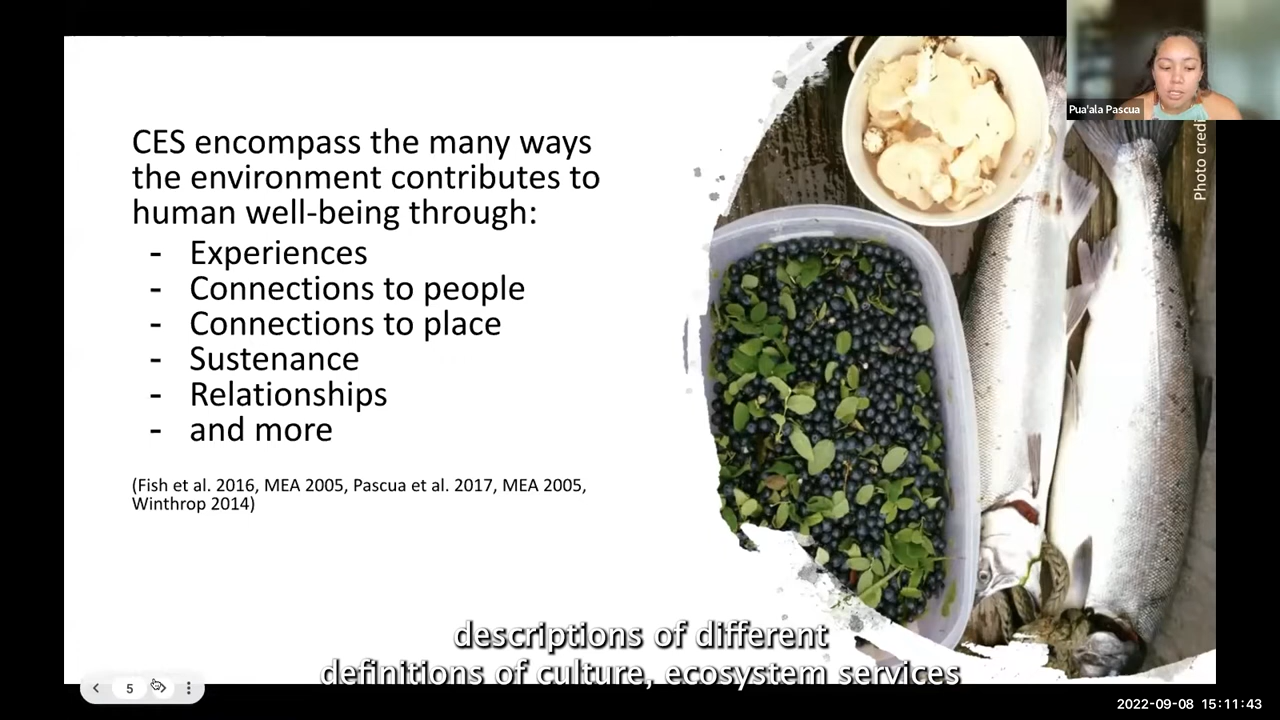 CES encompass the many ways
the environment contributes to
human well-being through:
- Experiences
- Connections to people
- Connections to place
- Sustenance
- Relationships
- and more
(Fish et al. 2016, MEA 2005, Pascua et al. 2017, MEA 2005,
Winthrop 2014)
Pua'ala Pascua
Photo credi
descriptions of different
definitions of culture, ecosystem services
5
2022-09-08 15:11:43